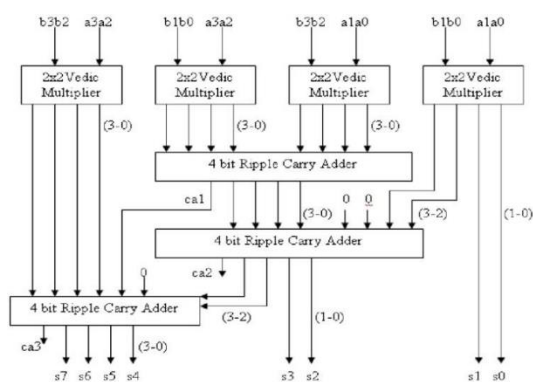 b3b2 a3a2 b1b0 a3a2 b3b2 a1a0 b1b0 a1a0
2x2 Vedic Multiplier
2x2 Vedic Multiplier
2x2 Vedic Multiplier
2x2 Vedic Multiplier
(3-0) (3-0) (3-0)
4 bit Ripple Carry Adder
ca1 (3-0) 0 0 (3-2) (1-0)
4 bit Ripple Carry Adder
ca2 0
4 bit Ripple Carry Adder (3-2) (1-0)
ca3 (3-0)
s7 s6 s5 s4 s3 s2 s1 s0